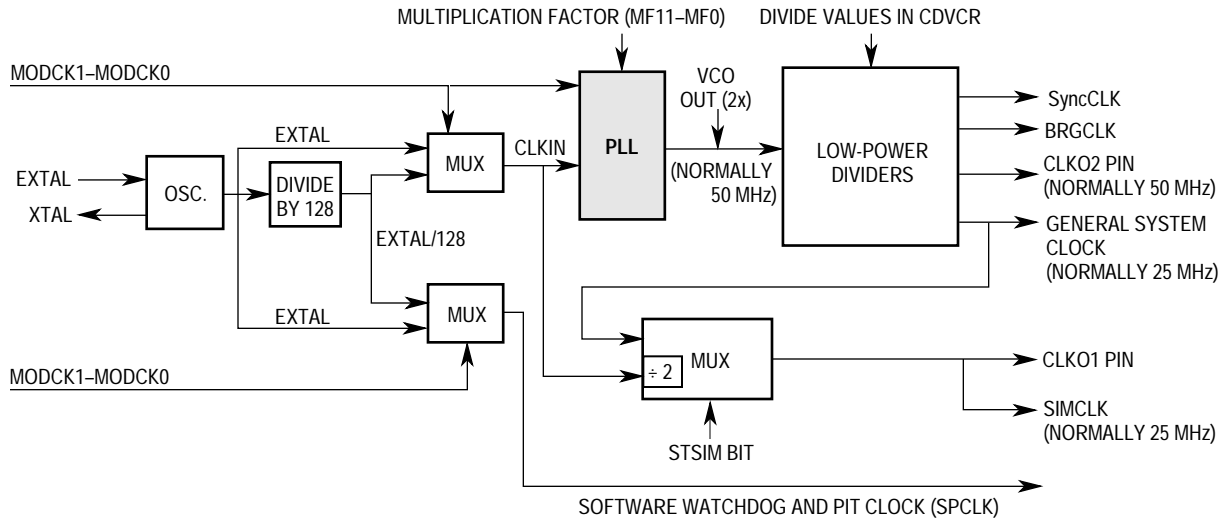 MULTIPLICATION FACTOR (MF11–MF0)
DIVIDE VALUES IN CDVCR
MODCK1–MODCK0
VCO
OUT (2x)
SyncCLK
BRGCLK
EXTAL
CLKIN
PLL
MUX
LOW-POWER
DIVIDERS
CLKO2 PIN
(NORMALLY 50 MHz)
(NORMALLY
50 MHz)
EXTAL
XTAL
OSC.
DIVIDE
BY 128
GENERAL SYSTEM
CLOCK
(NORMALLY 25 MHz)
EXTAL/128
EXTAL
MUX
MUX
÷ 2
CLKO1 PIN
MODCK1–MODCK0
SIMCLK
(NORMALLY 25 MHz)
STSIM BIT
SOFTWARE WATCHDOG AND PIT CLOCK (SPCLK)